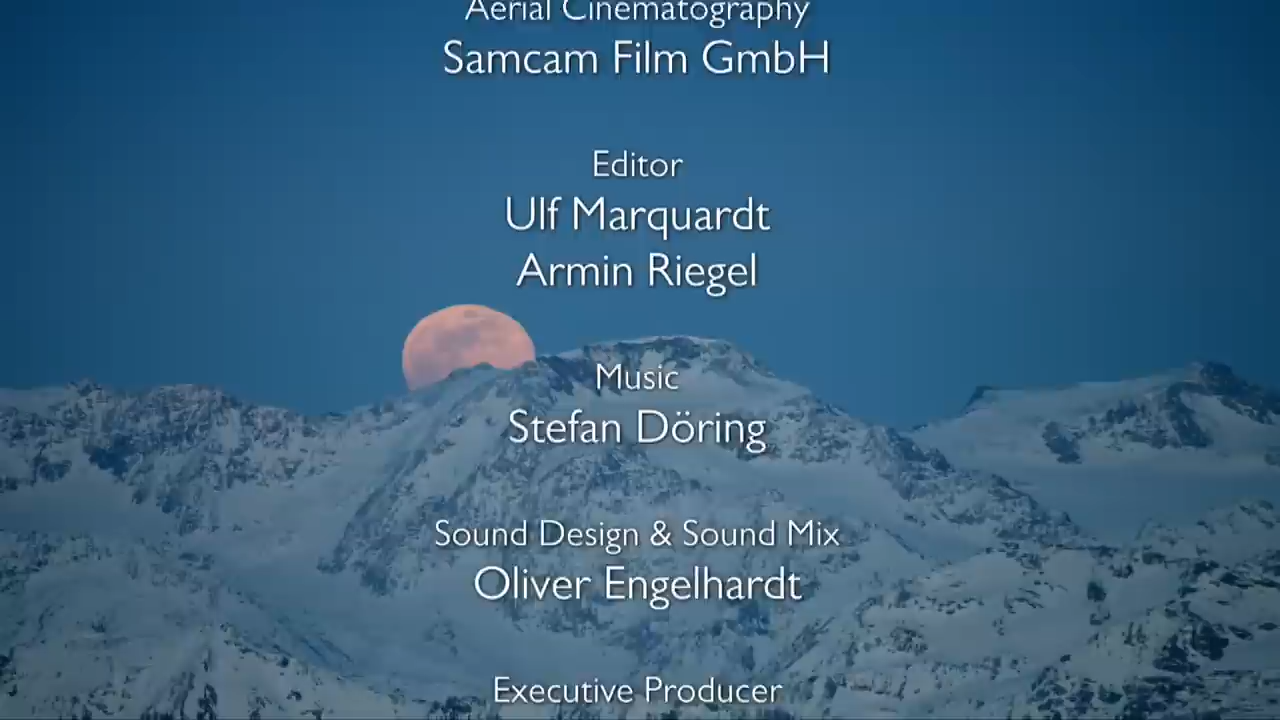 Aerial Cinematography
Samcam Film GmbH
Editor
Ulf Marquardt
Armin Riegel
Music
Stefan Döring
Sound Design & Sound Mix
Oliver Engelhardt
Executive Producer